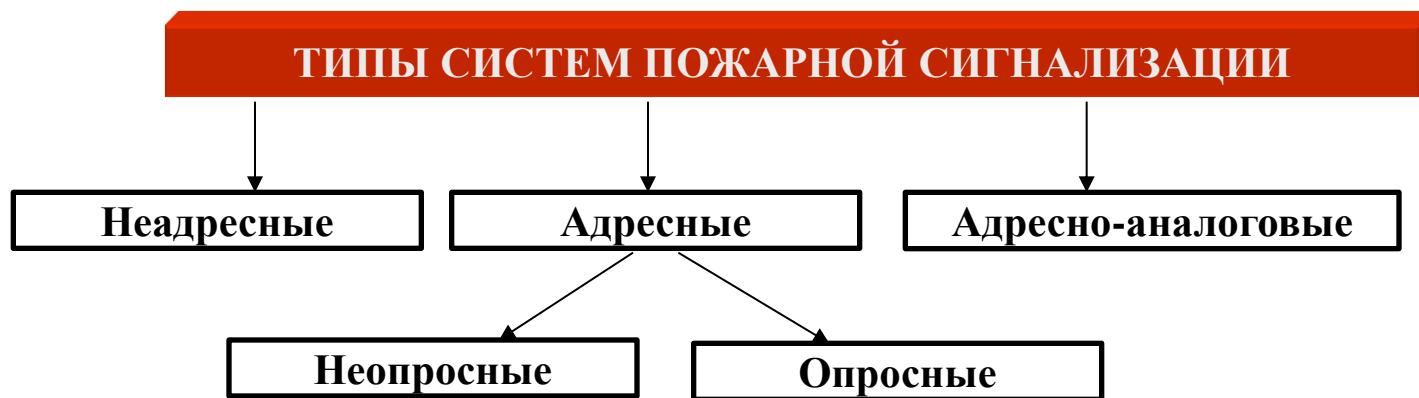 ТИПЫ СИСТЕМ ПОЖАРНОЙ СИГНАЛИЗАЦИИ
Неадресные
Адресные
Адресно-аналоговые
Неопросные
Опросные